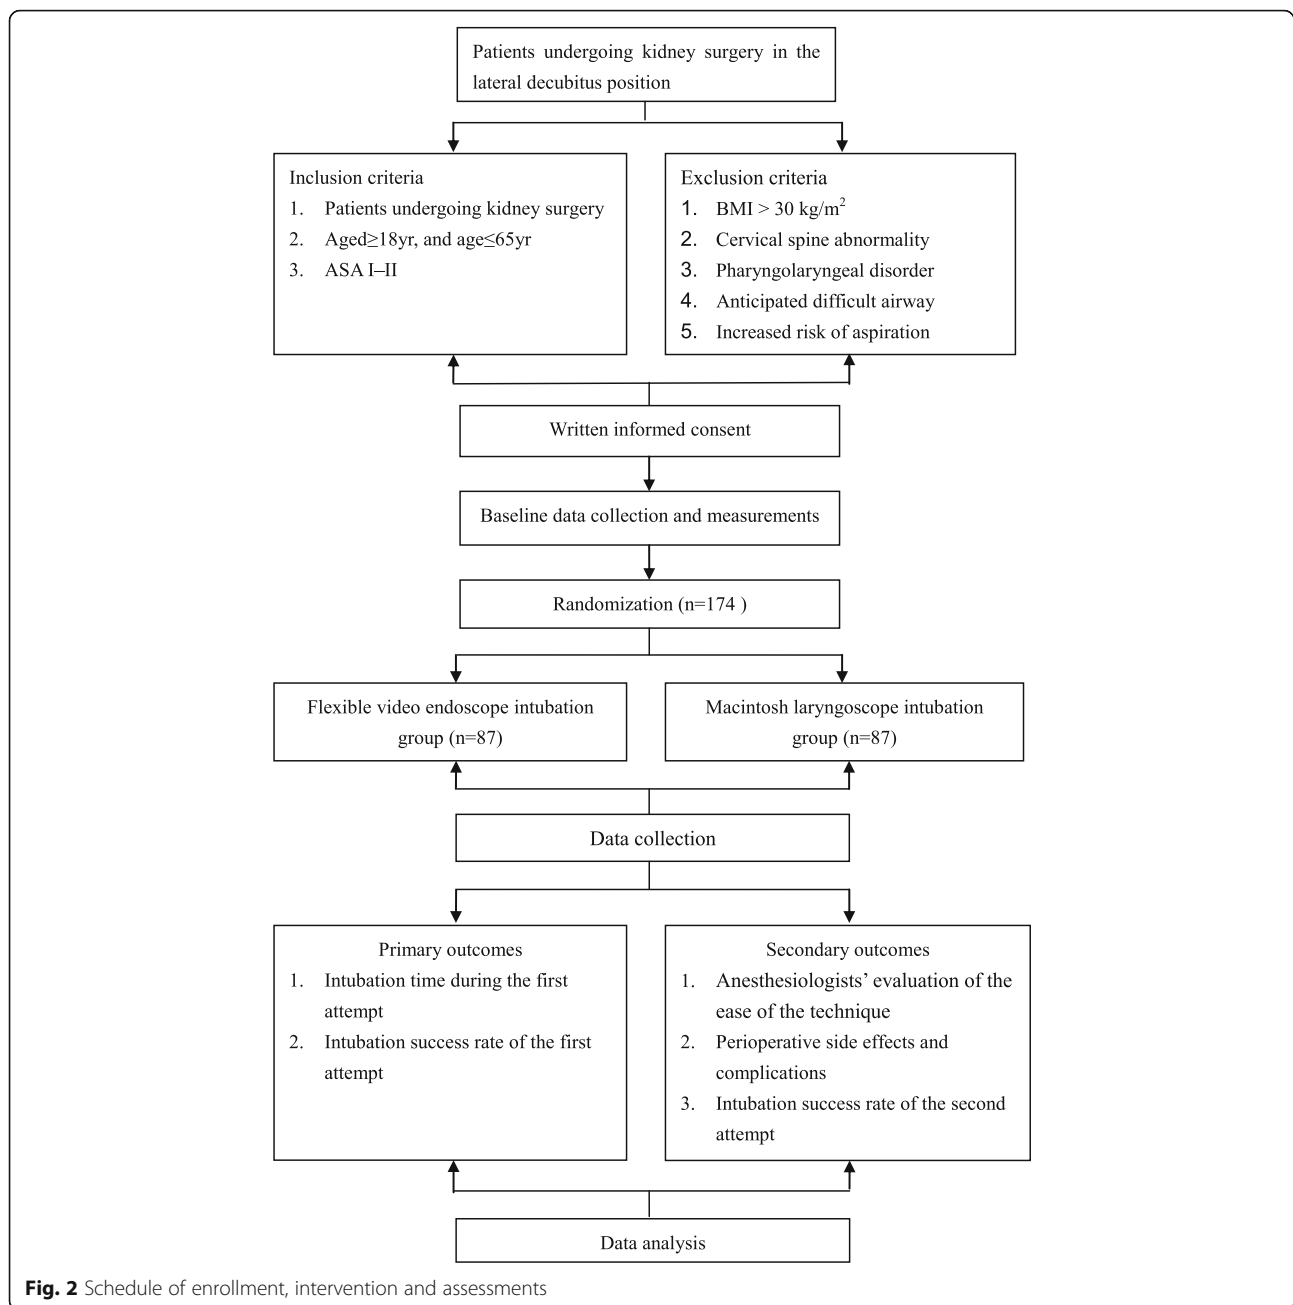 Patients undergoing kidney surgery in the
lateral decubitus position
Inclusion criteria
1. Patients undergoing kidney surgery
2. Aged≥18yr, and age≤65yr
3. ASA I–II
Exclusion criteria
1. BMI > 30 kg/m²
2. Cervical spine abnormality
3. Pharyngolaryngeal disorder
4. Anticipated difficult airway
5. Increased risk of aspiration
Written informed consent
Baseline data collection and measurements
Randomization (n=174 )
Flexible video endoscope intubation
group (n=87)
Macintosh laryngoscope intubation
group (n=87)
Data collection
Primary outcomes
1. Intubation time during the first
attempt
2. Intubation success rate of the first
attempt
Secondary outcomes
1. Anesthesiologists’ evaluation of the
ease of the technique
2. Perioperative side effects and
complications
3. Intubation success rate of the second
attempt
Data analysis
Fig. 2 Schedule of enrollment, intervention and assessments